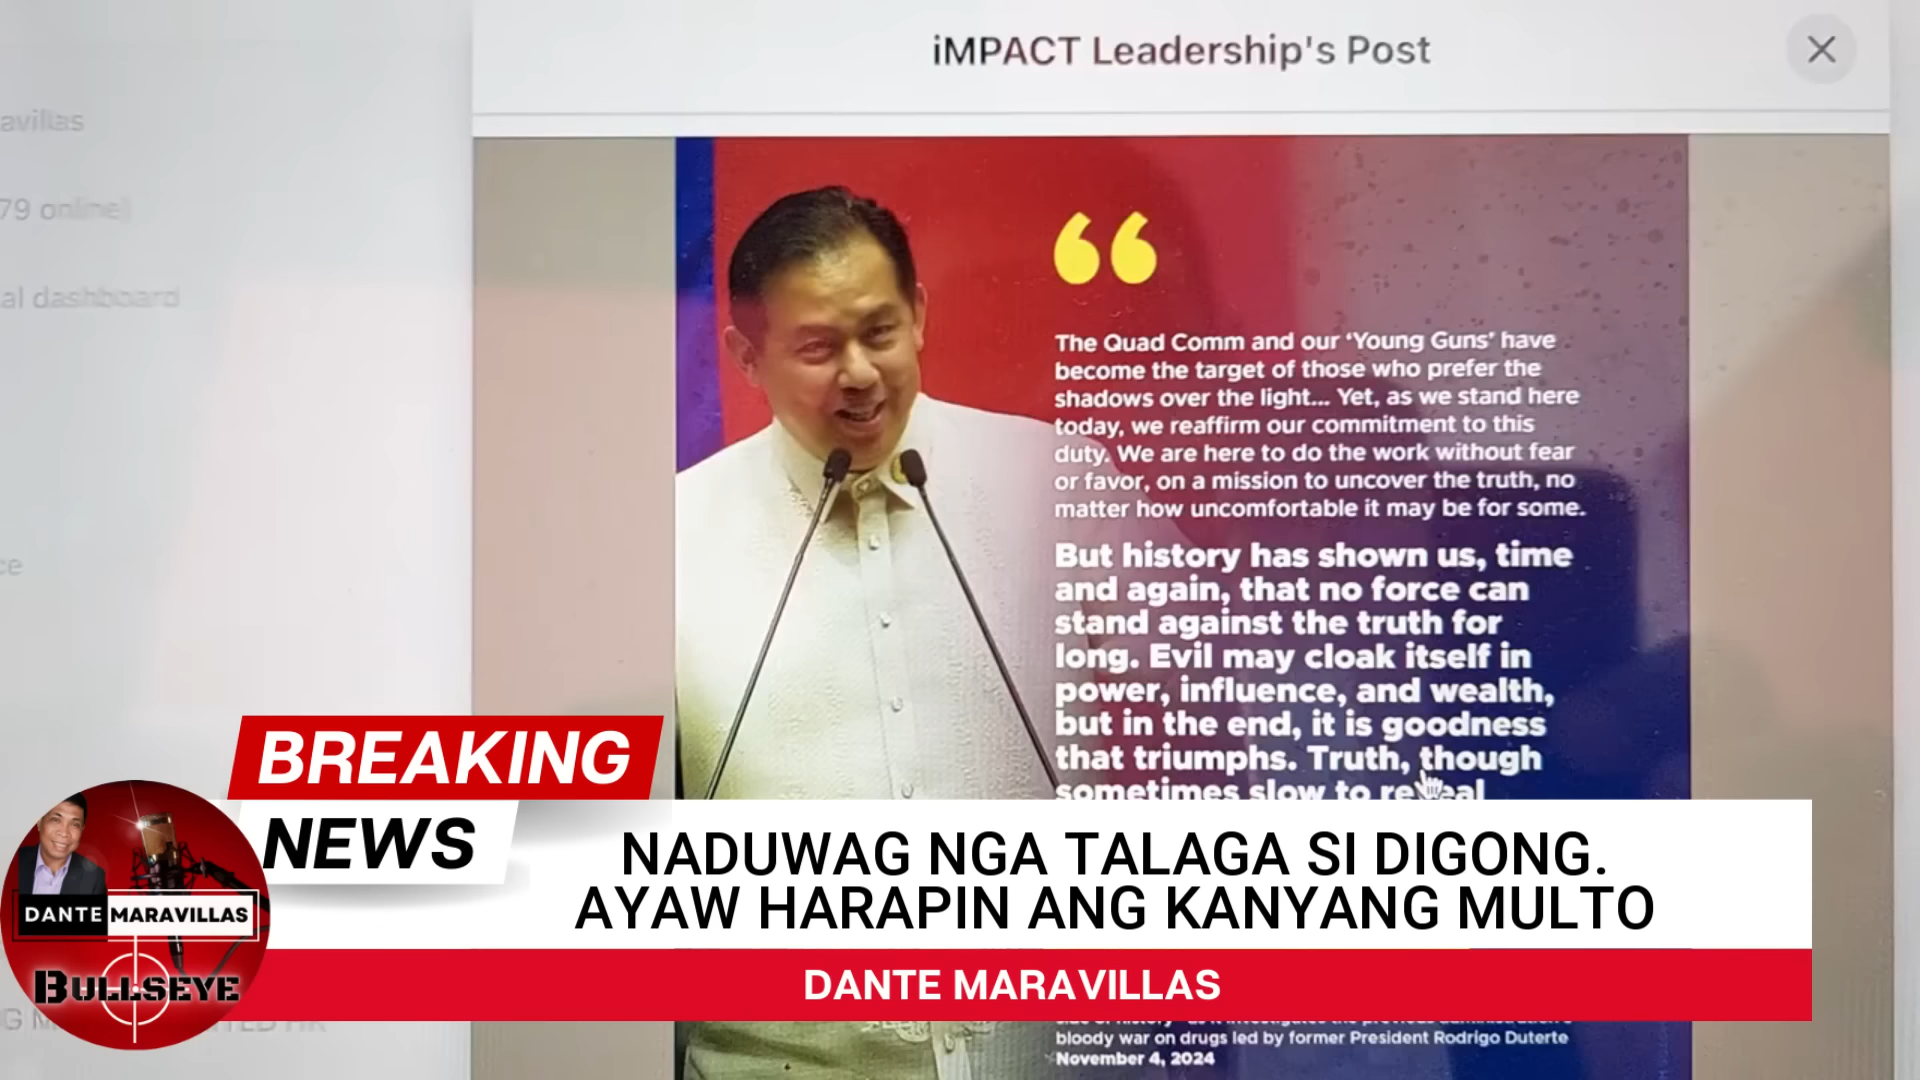 iMPACT Leadership's Post
avillas
79 online)
al dashboard
ce
“
The Quad Comm and our ‘Young Guns’ have
become the target of those who prefer the
shadows over the light... Yet, as we stand here
today, we reaffirm our commitment to this
duty. We are here to do the work without fear
or favor, on a mission to uncover the truth, no
matter how uncomfortable it may be for some.
But history has shown us, time
and again, that no force can
stand against the truth for
long. Evil may cloak itself in
power, influence, and wealth,
but in the end, it is goodness
that triumphs. Truth, though
sometimes slow to reveal
BREAKING
NEWS
NADUWAG NGA TALAGA SI DIGONG.
AYAW HARAPIN ANG KANYANG MULTO
DANTE MARAVILLAS
DANTE MARAVILLAS
BULLSEYE
bloody war on drugs led by former President Rodrigo Duterte
November 4, 2024